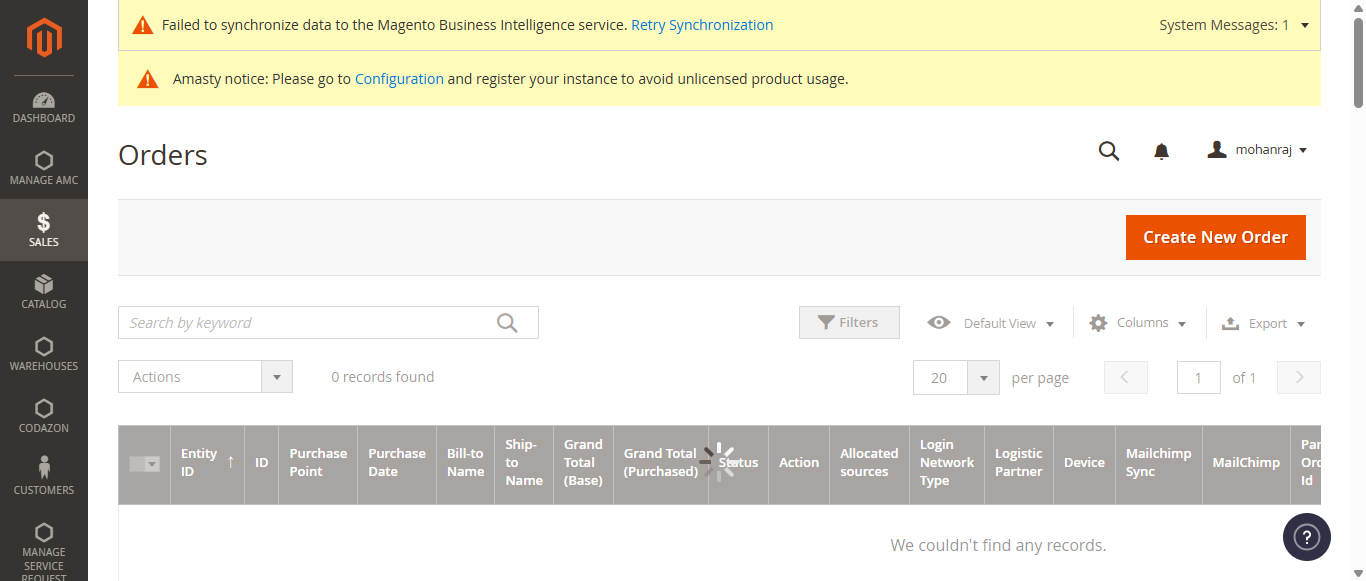 Failed to synchronize data to the Magento Business Intelligence service. Retry Synchronization
System Messages: 1
Amasty notice: Please go to Configuration and register your instance to avoid unlicensed product usage.
DASHBOARD
MANAGE AMC
SALES
CATALOG
WAREHOUSES
CODAZON
CUSTOMERS
MANAGE
SERVICE
REQUEST
Orders
mohanraj
Create New Order
Search by keyword
Filters
Default View
Columns
Export
Actions
0 records found
20
per page
1
of 1
Entity
ID
ID
Purchase
Point
Purchase
Date
Bill-to
Name
Ship-
to
Name
Grand
Total
(Base)
Grand Total
(Purchased)
Status
Action
Allocated
sources
Login
Network
Type
Logistic
Partner
Device
Mailchimp
Sync
MailChimp
Id
We couldn't find any records.
?